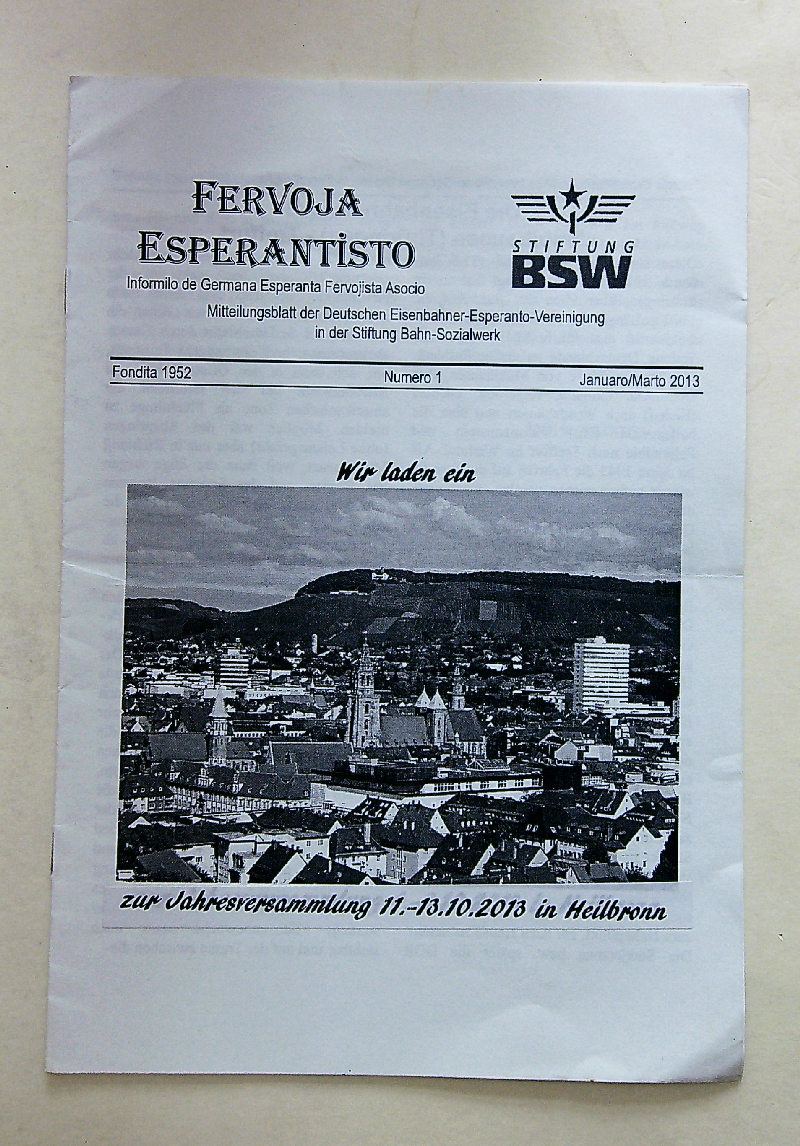 FERVOJA
ESPERANTISTO
Informilo de Germana Esperanta Fervojista Asocio
STIFTUNG
BSW
Mitteilungsblatt der Deutschen Eisenbahner-Esperanto-Vereinigung
in der Stiftung Bahn-Sozialwerk
Fondita 1952 Numero 1 Januaro/Marto 2013
Wir laden ein
zur Jahresversammlung 11.-13.10.2013 in Heilbronn